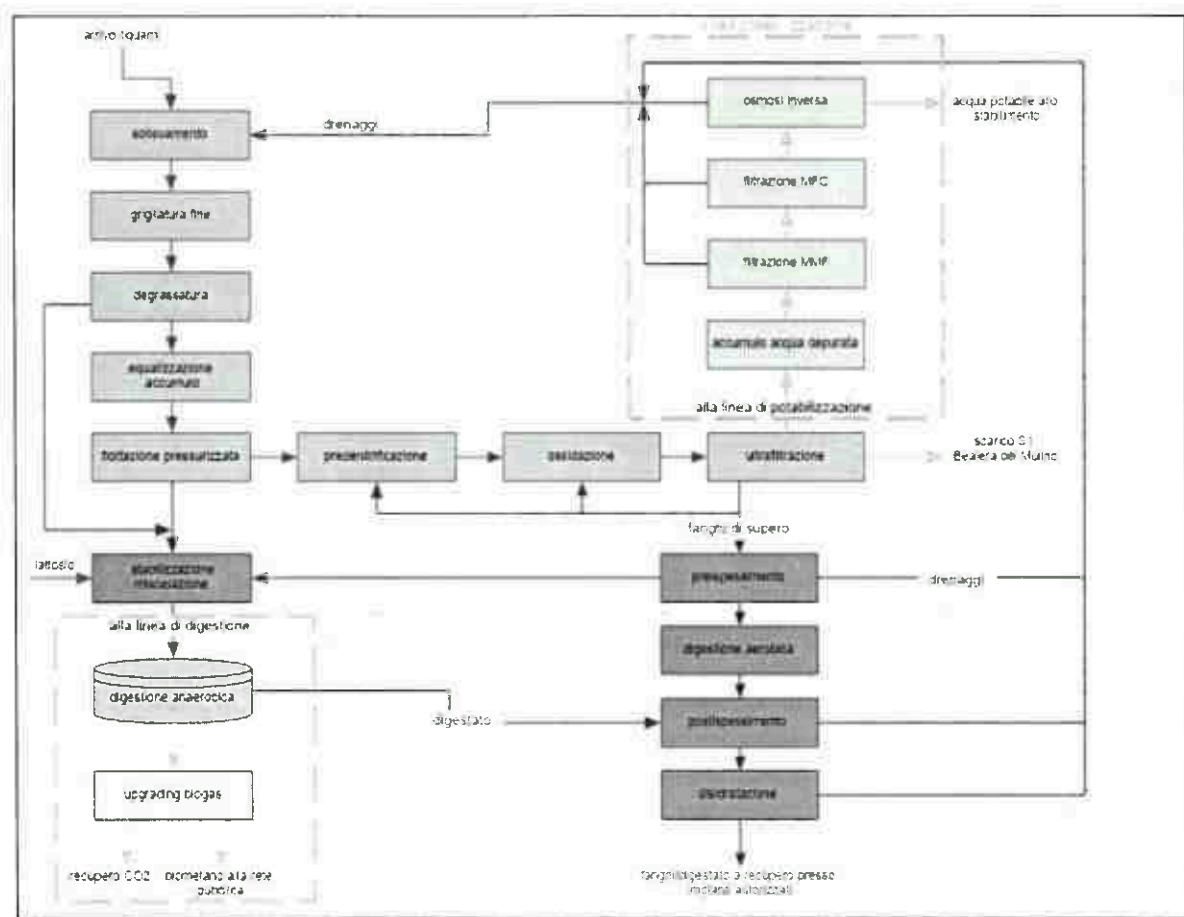 arrivo liquami
sollevamento
drenaggi
osmosi inversa
acqua potabile allo
stabilimento
grigliatura fine
filtrazione MFC
degrassatura
filtrazione MMF
equalizzazione
accumulo
accumulo acqua depurata
alla linea di potabilizzazione
flottazione pressurizzata
predenitrificazione
ossidazione
ultrafiltrazione
scarico S1
Bealera del Mulino
fanghi di supero
lattosio
stabilizzazione
miscelazione
preispessimento
drenaggi
alla linea di digestione
digestione aerobica
digestione anaerobica
digestato
postispessimento
upgrading biogas
disidratazione
recupero CO2
biometano alla rete
pubblica
fanghi/digestato a recupero presso
impianti autorizzati